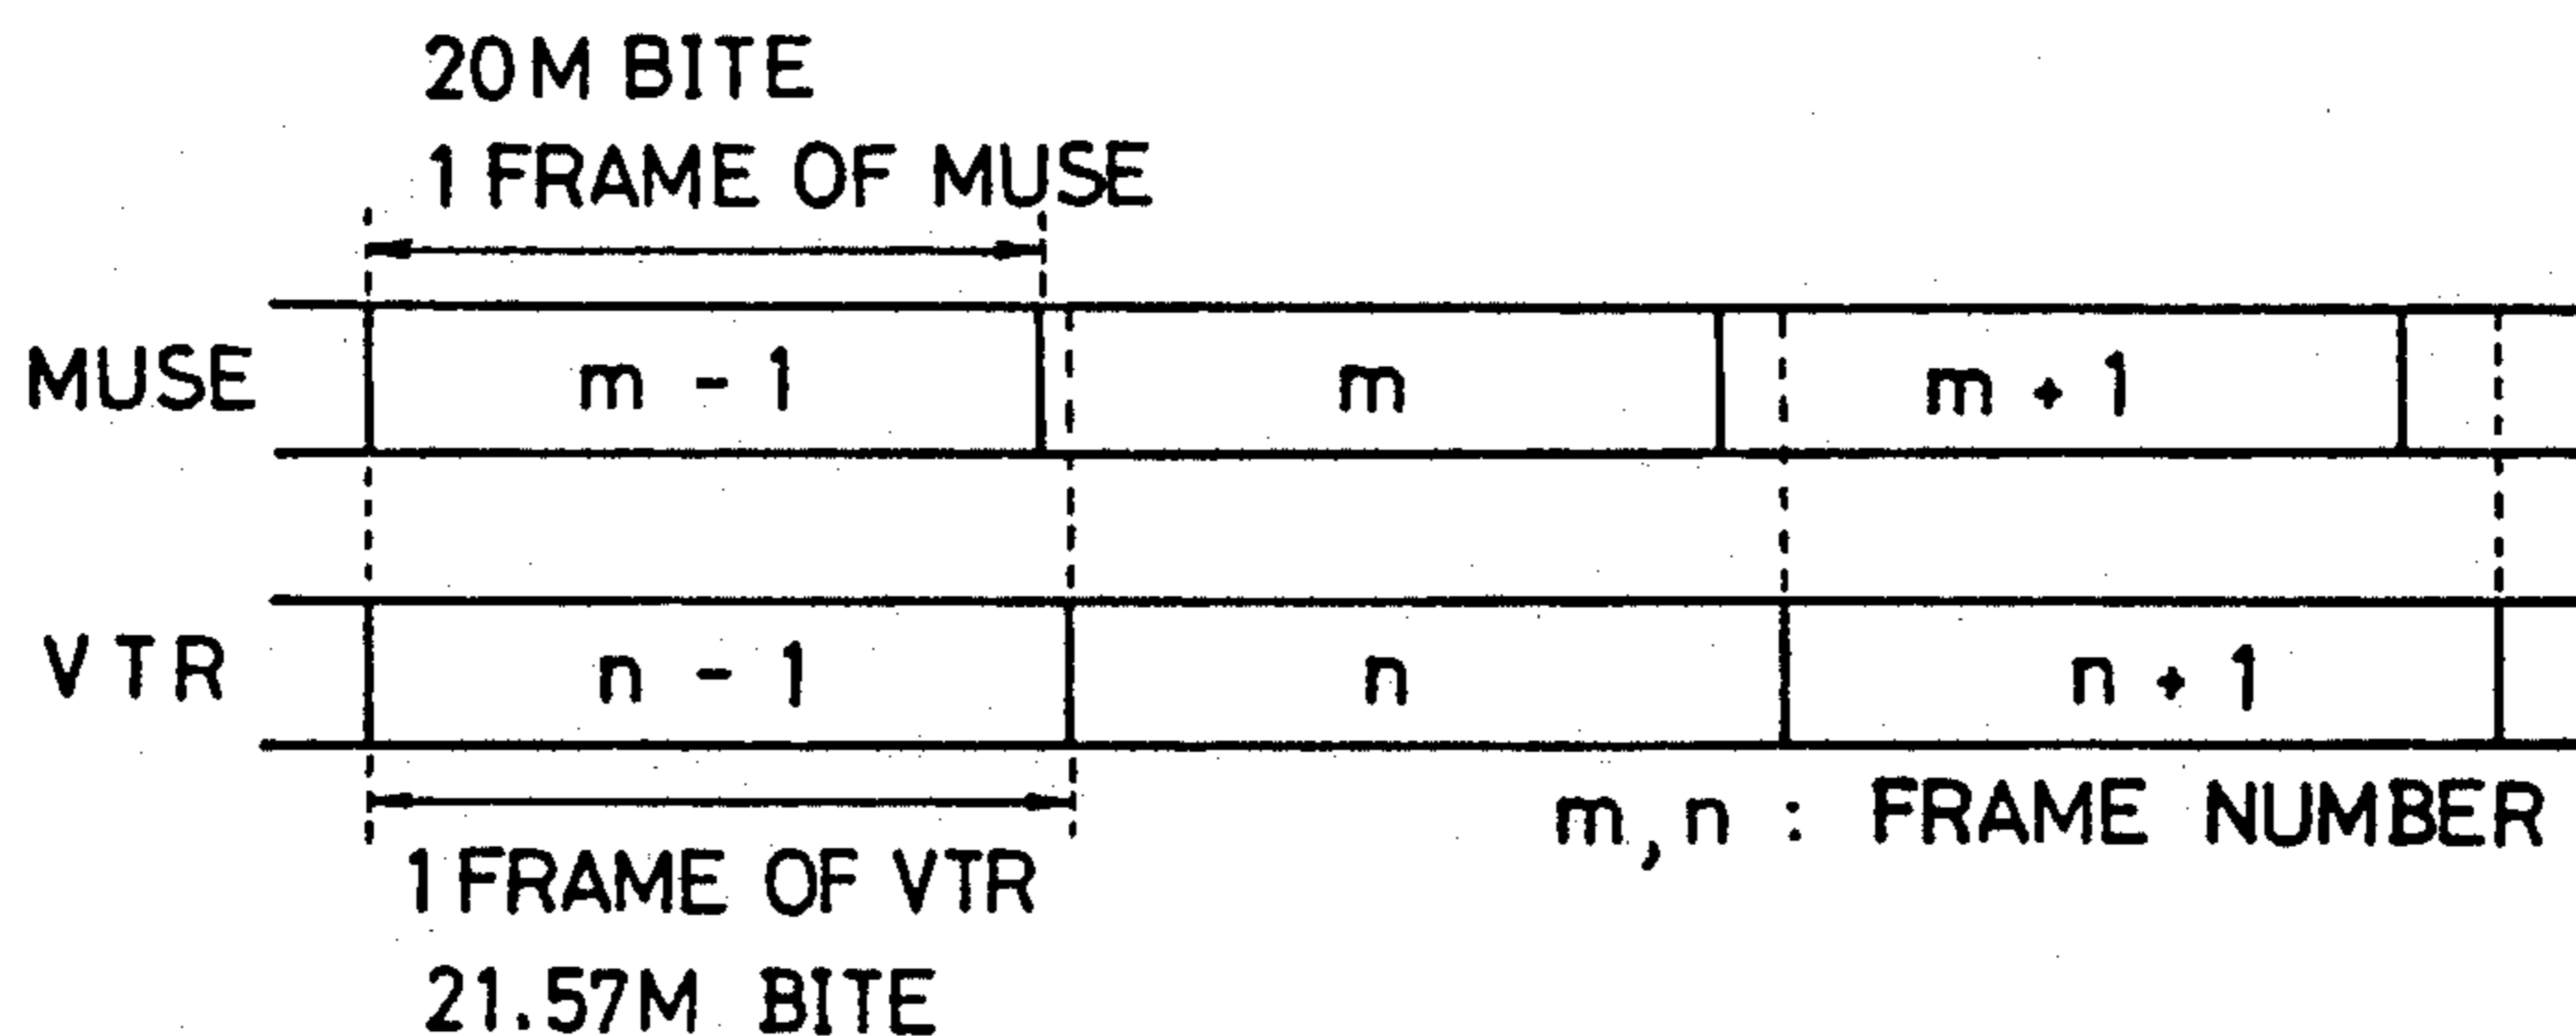 20M BITE
1 FRAME OF MUSE
MUSE m - 1 m m + 1
VTR n - 1 n n + 1
m, n : FRAME NUMBER
1 FRAME OF VTR
21.57M BITE